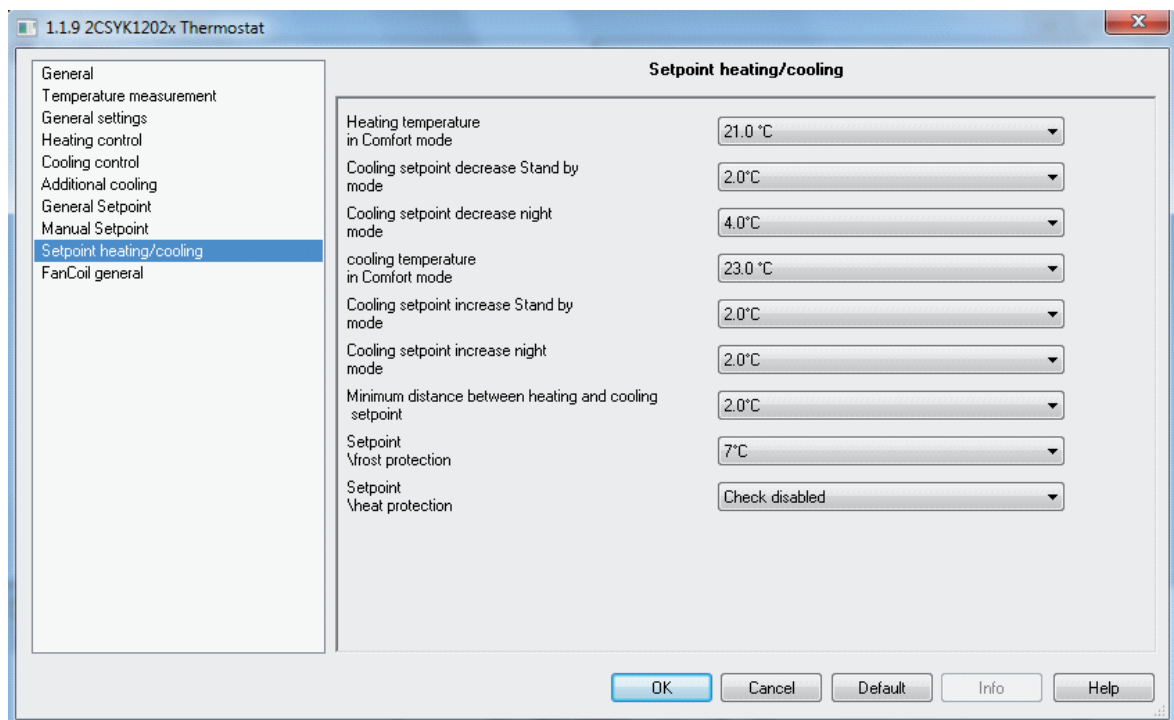 1.1.9 2CSYK1202x Thermostat
General
Temperature measurement
General settings
Heating control
Cooling control
Additional cooling
General Setpoint
Manual Setpoint
Setpoint heating/cooling
FanCoil general
Setpoint heating/cooling
Heating temperature
in Comfort mode
21.0 °C
Cooling setpoint decrease Stand by
mode
2.0°C
Cooling setpoint decrease night
mode
4.0°C
cooling temperature
in Comfort mode
23.0 °C
Cooling setpoint increase Stand by
mode
2.0°C
Cooling setpoint increase night
mode
2.0°C
Minimum distance between heating and cooling
setpoint
2.0°C
Setpoint
\frost protection
7°C
Setpoint
\heat protection
Check disabled
OK
Cancel
Default
Info
Help